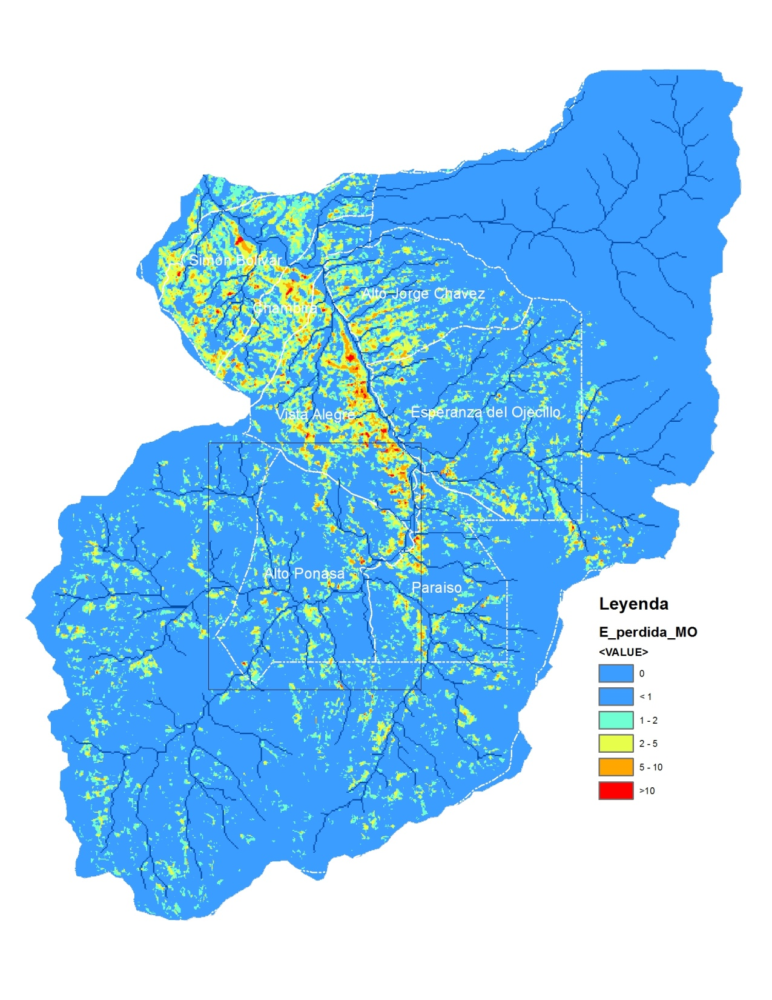 Simón Bolívar
Alto Jorge Chavez
Chambira
Vista Alegre
Esperanza del Ojecillo
Alto Ponasa
Paraiso
Leyenda
E_perdida_MO
<VALUE>
0
< 1
1 - 2
2 - 5
5 - 10
>10